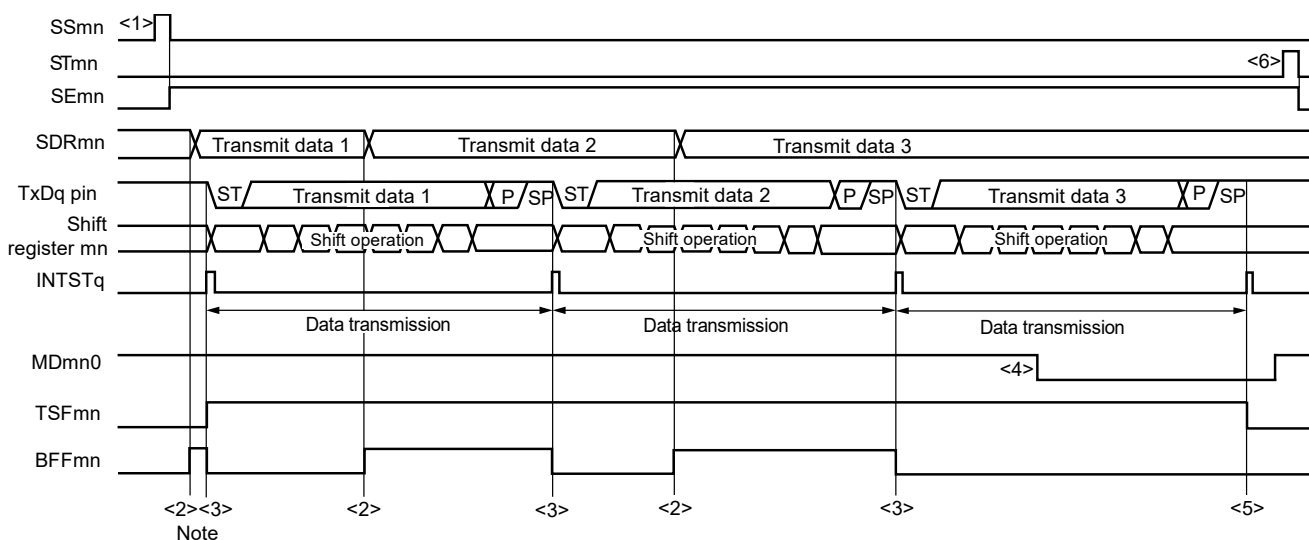 SSmn <1>
STmn <6>
SEmn
SDRmn Transmit data 1 Transmit data 2 Transmit data 3
TxDq pin ST Transmit data 1 P SP ST Transmit data 2 P SP ST Transmit data 3 P SP
Shift
register mn Shift operation Shift operation Shift operation
INTSTq
Data transmission Data transmission Data transmission
MDmn0 <4>
TSFmn
BFFmn
<2> <3> <2> <3> <2> <3> <5>
Note